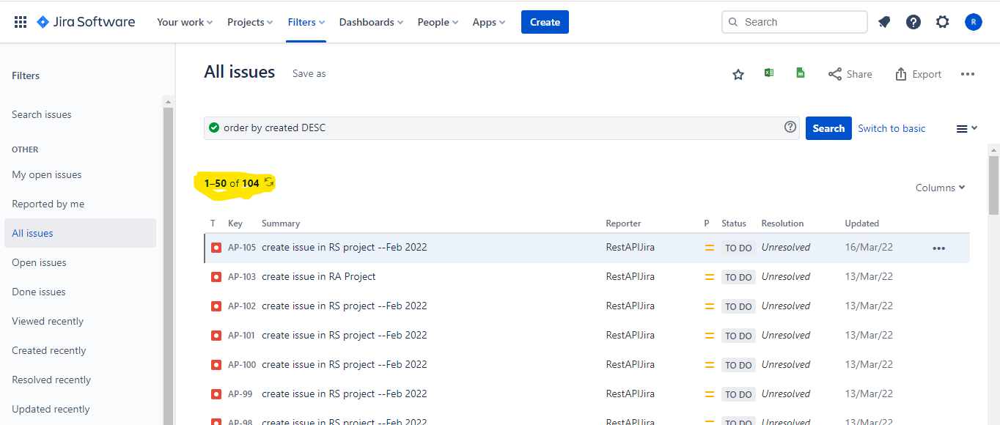 Jira Software Your work Projects Filters Dashboards People Apps Create Search R
Filters
Search issues
OTHER
My open issues
Reported by me
All issues
Open issues
Done issues
Viewed recently
Created recently
Resolved recently
Updated recently
All issues Save as Share Export
order by created DESC Search Switch to basic
1–50 of 104
Columns
T Key Summary Reporter P Status Resolution Updated
AP-105 create issue in RS project --Feb 2022 RestAPIJira TO DO Unresolved 16/Mar/22
AP-103 create issue in RA Project RestAPIJira TO DO Unresolved 13/Mar/22
AP-102 create issue in RS project --Feb 2022 RestAPIJira TO DO Unresolved 13/Mar/22
AP-101 create issue in RS project --Feb 2022 RestAPIJira TO DO Unresolved 13/Mar/22
AP-100 create issue in RS project --Feb 2022 RestAPIJira TO DO Unresolved 13/Mar/22
AP-99 create issue in RS project --Feb 2022 RestAPIJira TO DO Unresolved 13/Mar/22
AP-98 create issue in RS project --Feb 2022 RestAPIJira TO DO Unresolved 13/Mar/22